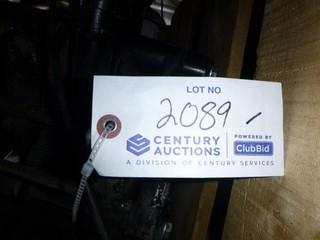 LOT NO
2089 -
CENTURY AUCTIONS
POWERED BY
ClubBid
A DIVISION OF CENTURY SERVICES